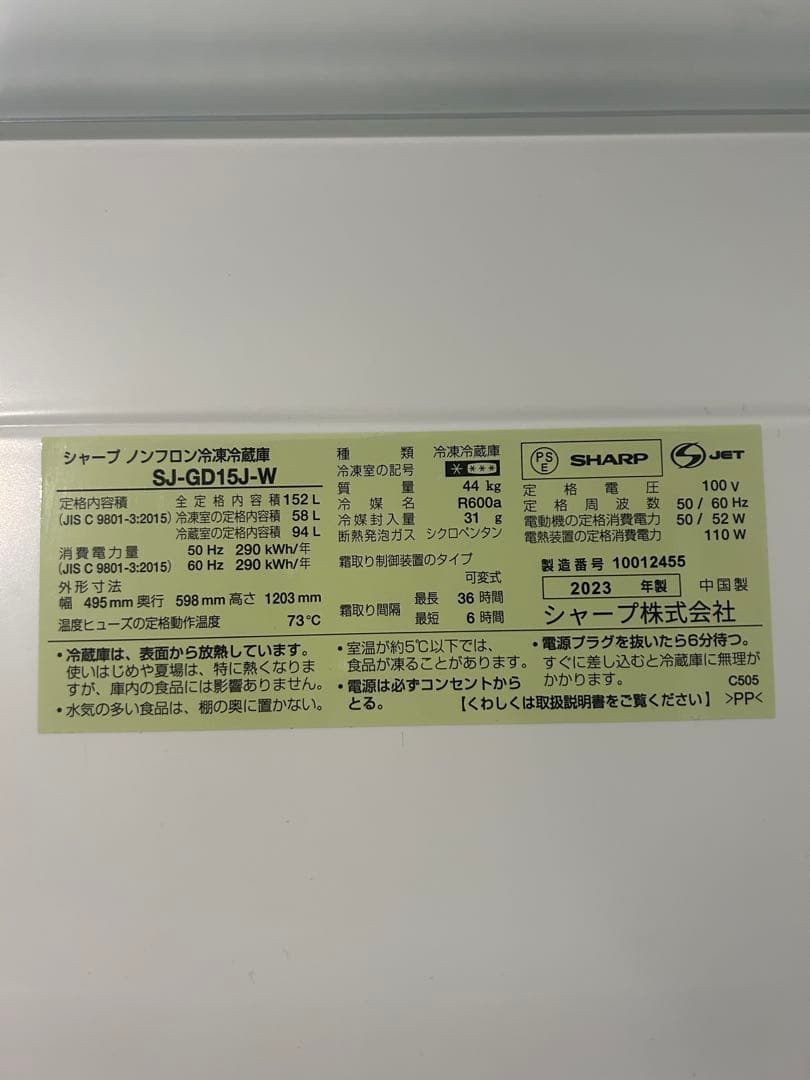 シャープ ノンフロン冷凍冷蔵庫
SJ-GD15J-W
定格内容積 全定格内容積 152 L
(JIS C 9801-3:2015) 冷凍室の定格内容積 58 L
冷蔵室の定格内容積 94 L
消費電力量 50 Hz 290 kWh/年
(JIS C 9801-3:2015) 60 Hz 290 kWh/年
外形寸法
幅 495 mm 奥行 598 mm 高さ 1203 mm
温度ヒューズの定格動作温度 73℃
種類 冷凍冷蔵庫
冷凍室の記号 * ***
質量 44 kg
冷媒名 R600a
冷媒封入量 31 g
断熱発泡ガス シクロペンタン
霜取り制御装置のタイプ
可変式
霜取り間隔 最長 36 時間
最短 6 時間
PS
E
SHARP
JET
定格電圧 100 V
定格周波数 50 / 60 Hz
電動機の定格消費電力 50 / 52 W
電熱装置の定格消費電力 110 W
製造番号 10012455
2023 年製 中国製
シャープ株式会社
・冷蔵庫は、表面から放熱しています。
使いはじめや夏場は、特に熱くなりま
すが、庫内の食品には影響ありません。
・水気の多い食品は、棚の奥に置かない。
・室温が約5℃以下では、
食品が凍ることがあります。
・電源は必ずコンセントから
とる。
・電源プラグを抜いたら6分待つ。
すぐに差し込むと冷蔵庫に無理が
かかります。
C505
【くわしくは取扱説明書をご覧ください】 >PP<